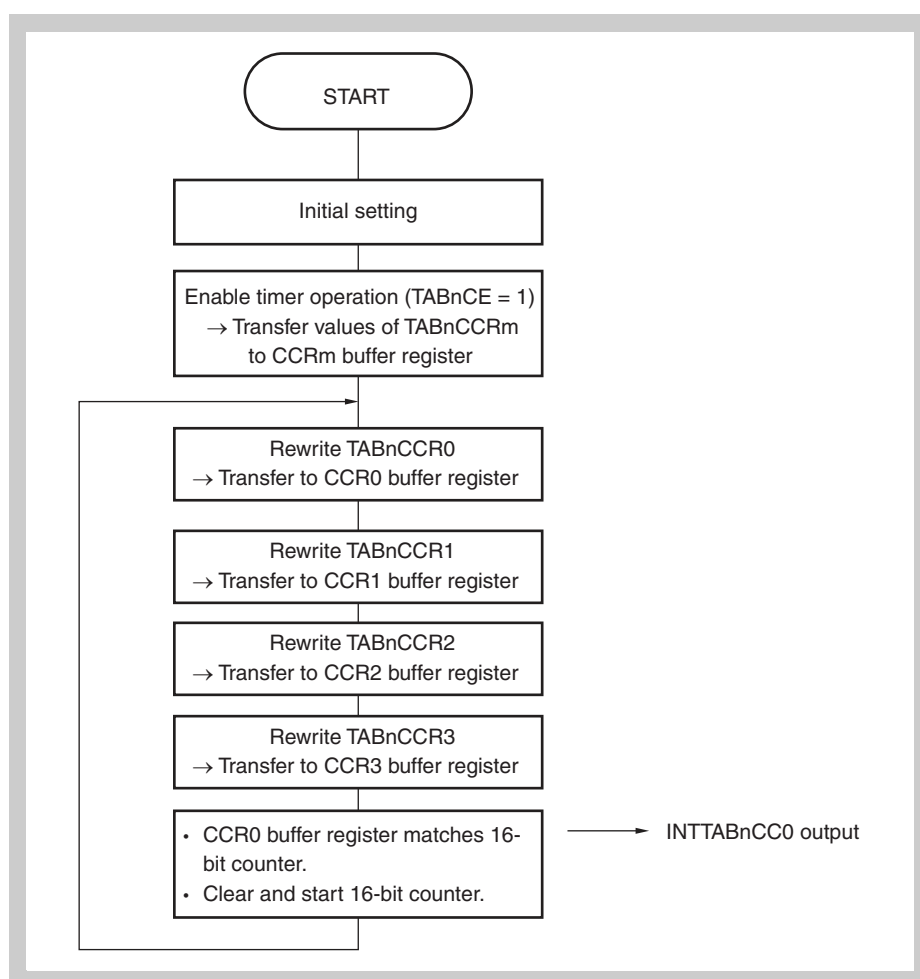 START
Initial setting
Enable timer operation (TABnCE = 1)
→ Transfer values of TABnCCRm
to CCRm buffer register
Rewrite TABnCCR0
→ Transfer to CCR0 buffer register
Rewrite TABnCCR1
→ Transfer to CCR1 buffer register
Rewrite TABnCCR2
→ Transfer to CCR2 buffer register
Rewrite TABnCCR3
→ Transfer to CCR3 buffer register
• CCR0 buffer register matches 16-
bit counter.
• Clear and start 16-bit counter.
INTTABnCC0 output